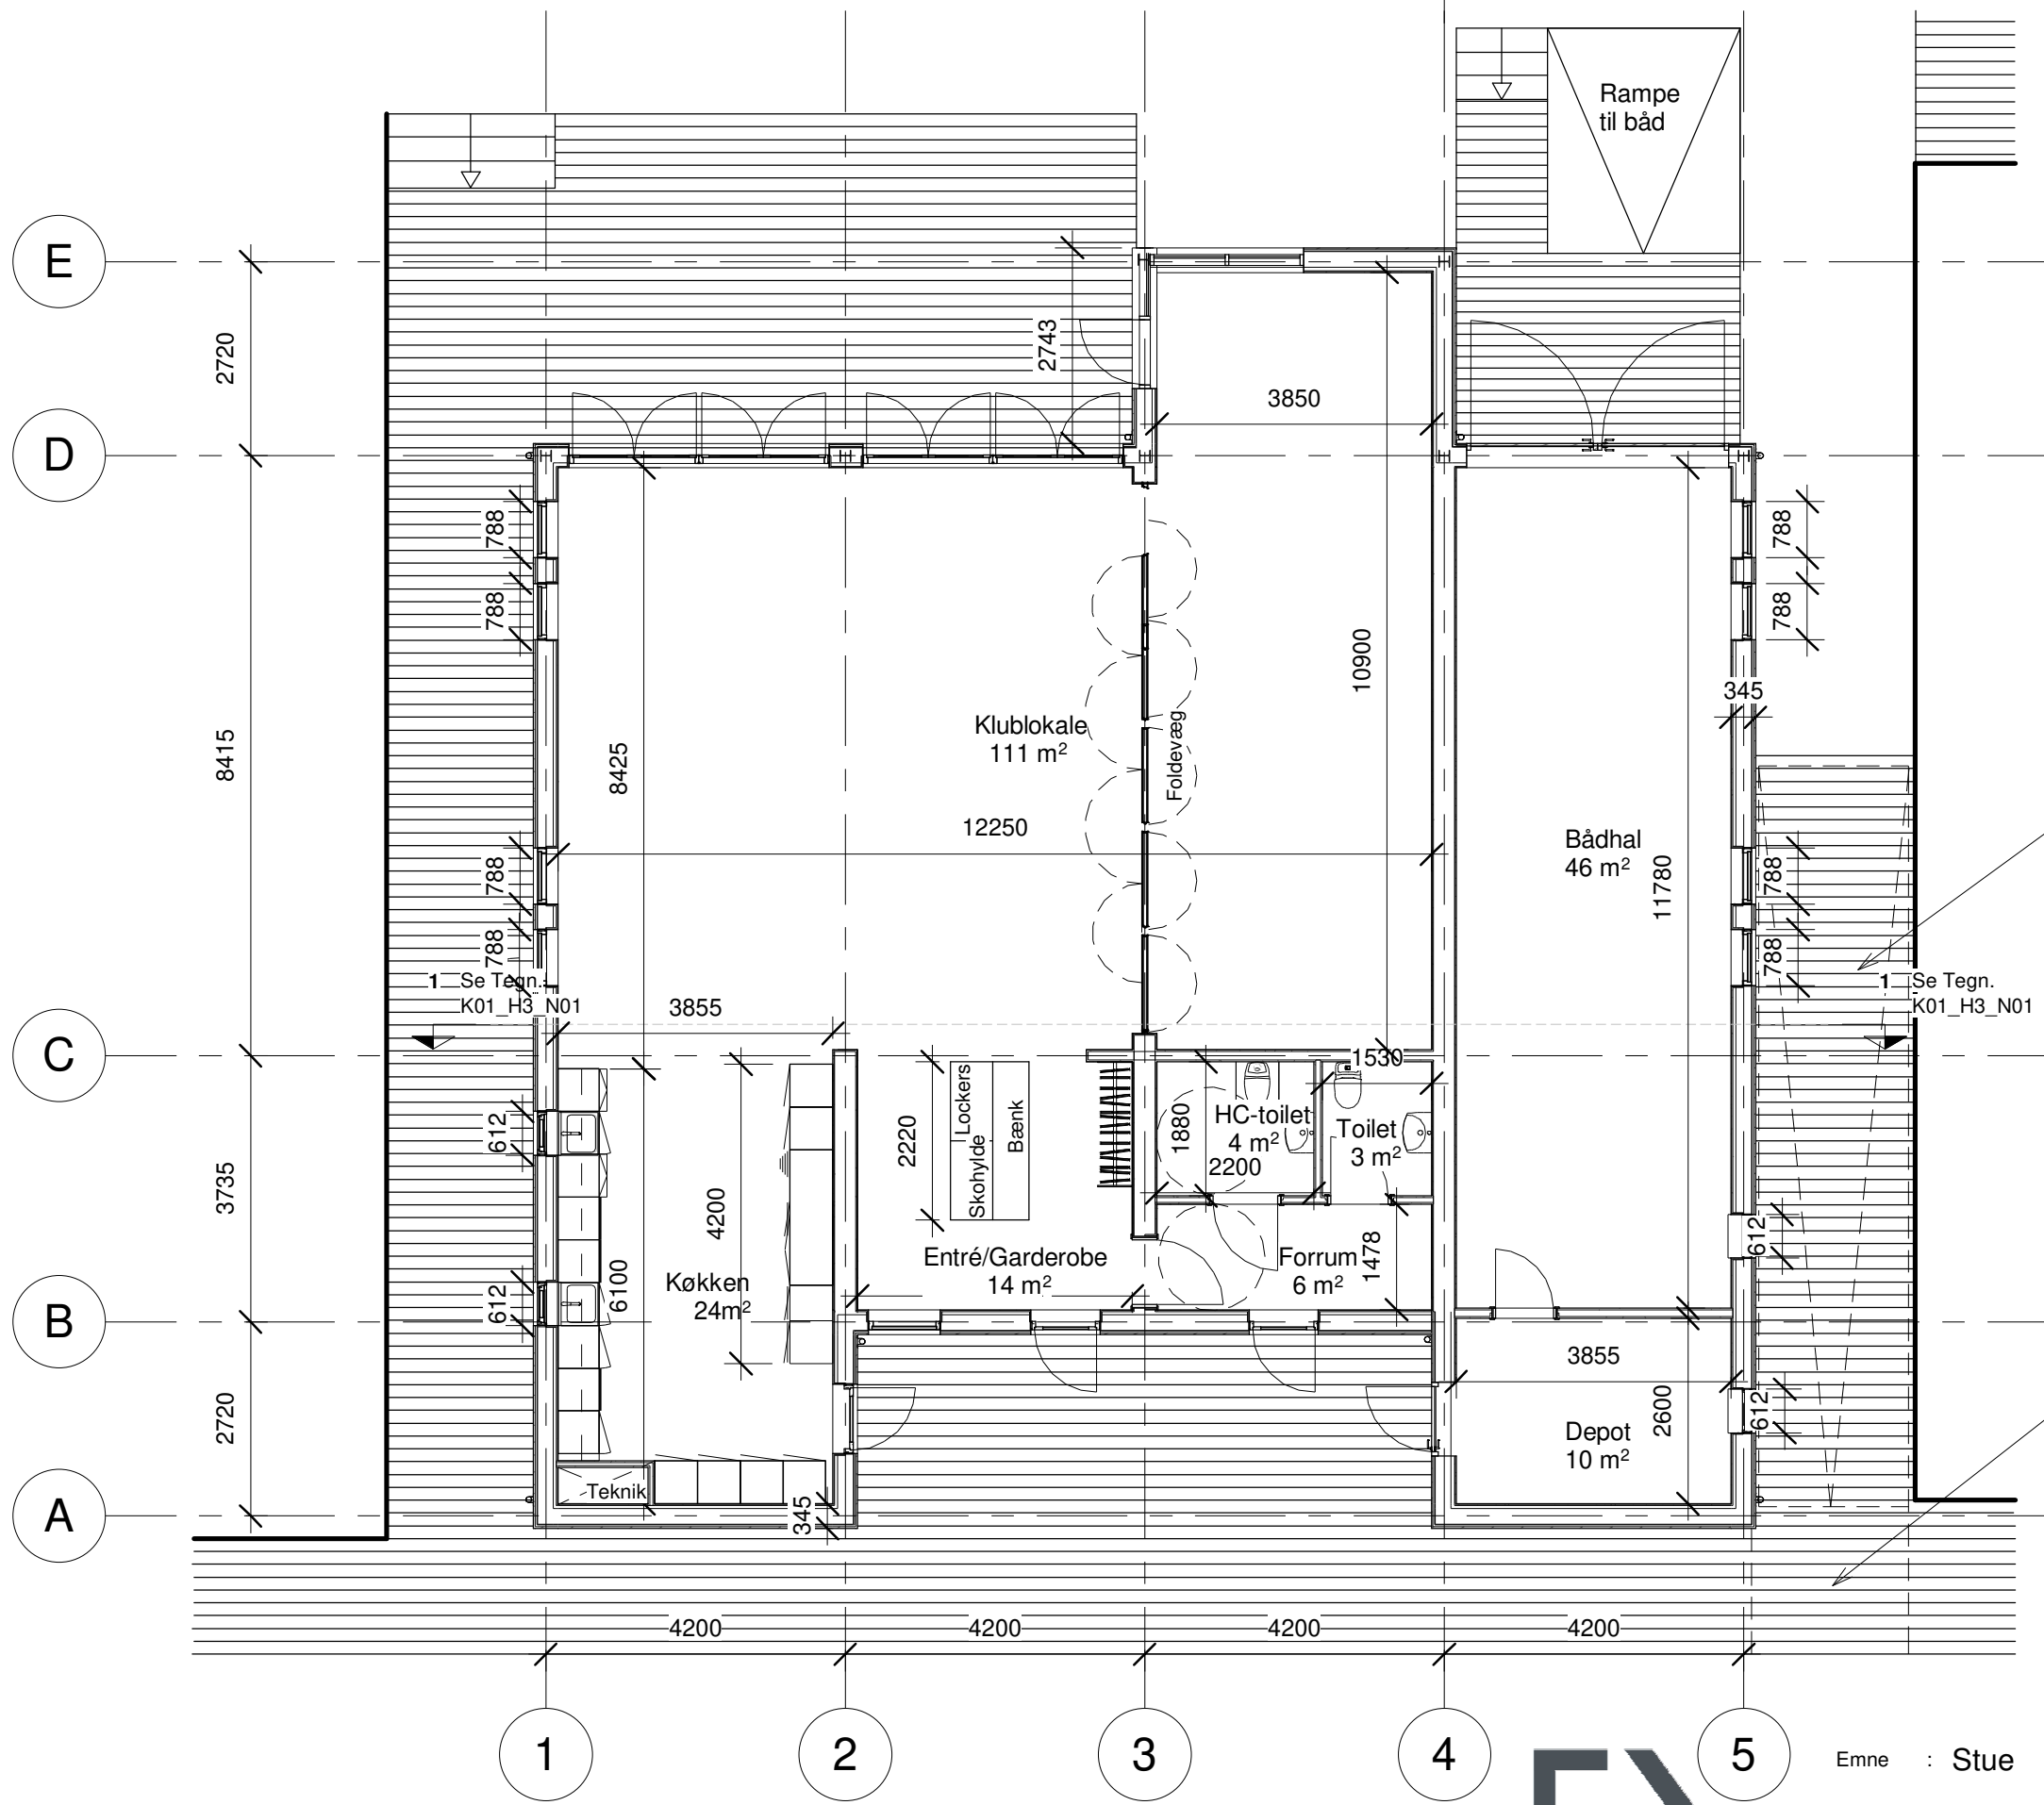 Rampe
til båd
E
2720
2743
3850
D
788
788
788
788
8415
8425
10900
345
Klublokale
111 m²
Foldevæg
12250
Bådhal
46 m²
11780
788
788
788
788
1 Se Tegn.:
K01_H3_N01
1 Se Tegn.
K01_H3_N01
3855
C
1530
612
2220
Lockers
Skohylde
Bænk
1880
HC-toilet
4 m²
2200
Toilet
3 m²
3735
4200
612
Entré/Garderobe
14 m²
Forrum
6 m²
1478
6100
Køkken
24m²
612
B
3855
2720
2600
612
Depot
10 m²
Teknik
345
A
4200
4200
4200
4200
1
2
3
4
5
Emne : Stue